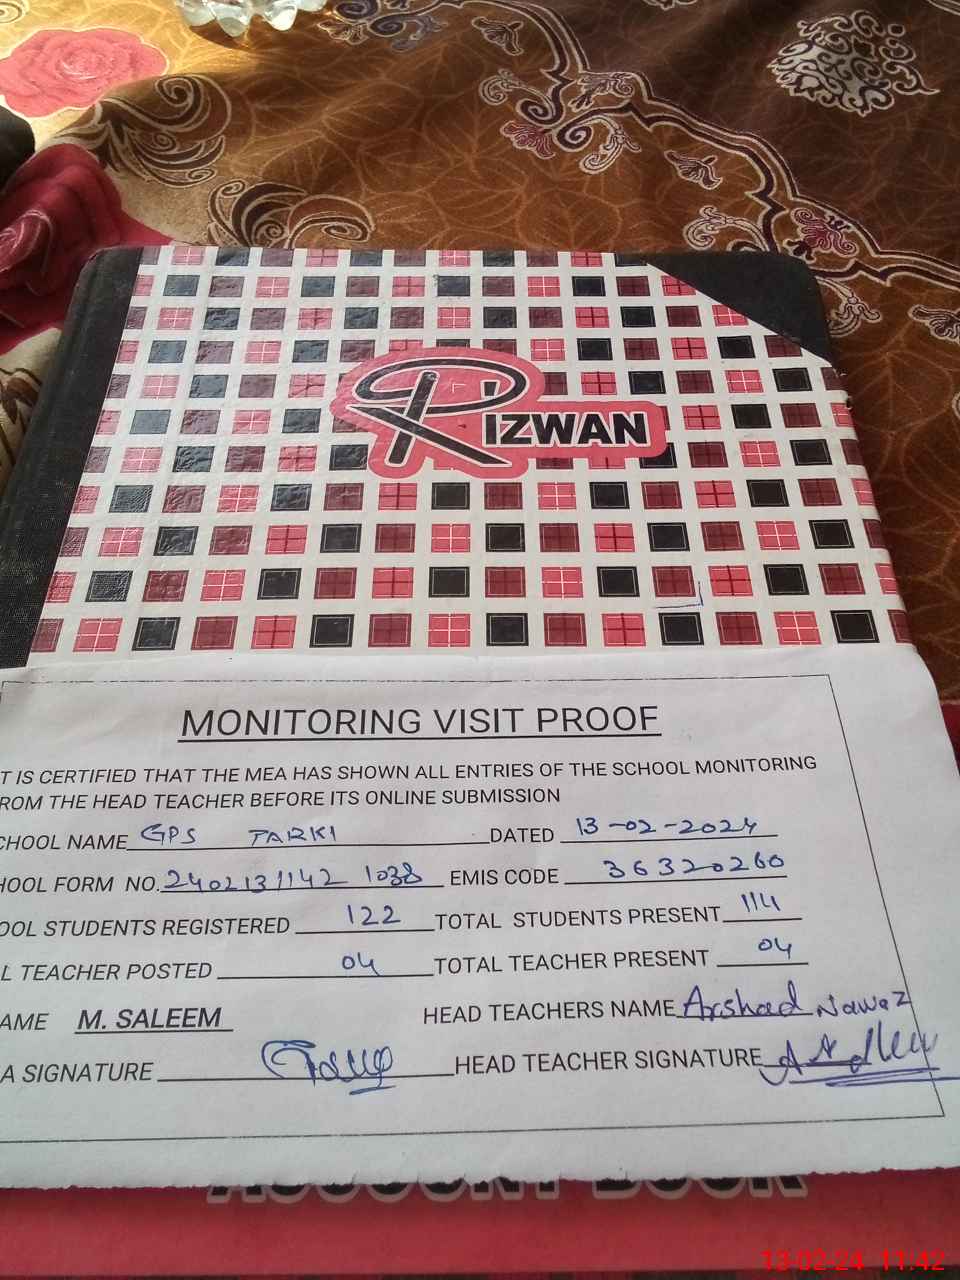 RIZWAN
MONITORING VISIT PROOF
T IS CERTIFIED THAT THE MEA HAS SHOWN ALL ENTRIES OF THE SCHOOL MONITORING
ROM THE HEAD TEACHER BEFORE ITS ONLINE SUBMISSION
CHOOL NAME GPS TARKI DATED 13-02-2024
HOOL FORM NO. 2402131142 1038 EMIS CODE 36320260
OOL STUDENTS REGISTERED 122 TOTAL STUDENTS PRESENT 114
L TEACHER POSTED 04 TOTAL TEACHER PRESENT 04
AME M. SALEEM HEAD TEACHERS NAME Arshad Nawaz
A SIGNATURE HEAD TEACHER SIGNATURE
ACCOUNT BOOK
13-02-24 11:42